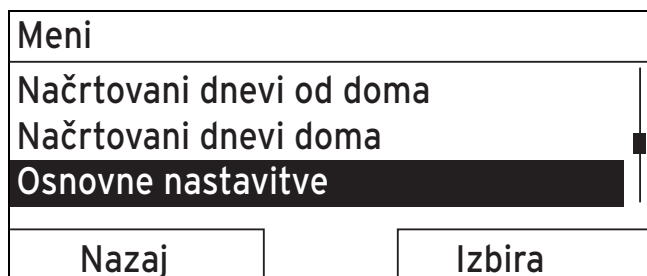 Meni
Načrtovani dnevi od doma
Načrtovani dnevi doma
Osnovne nastavitve
Nazaj Izbira